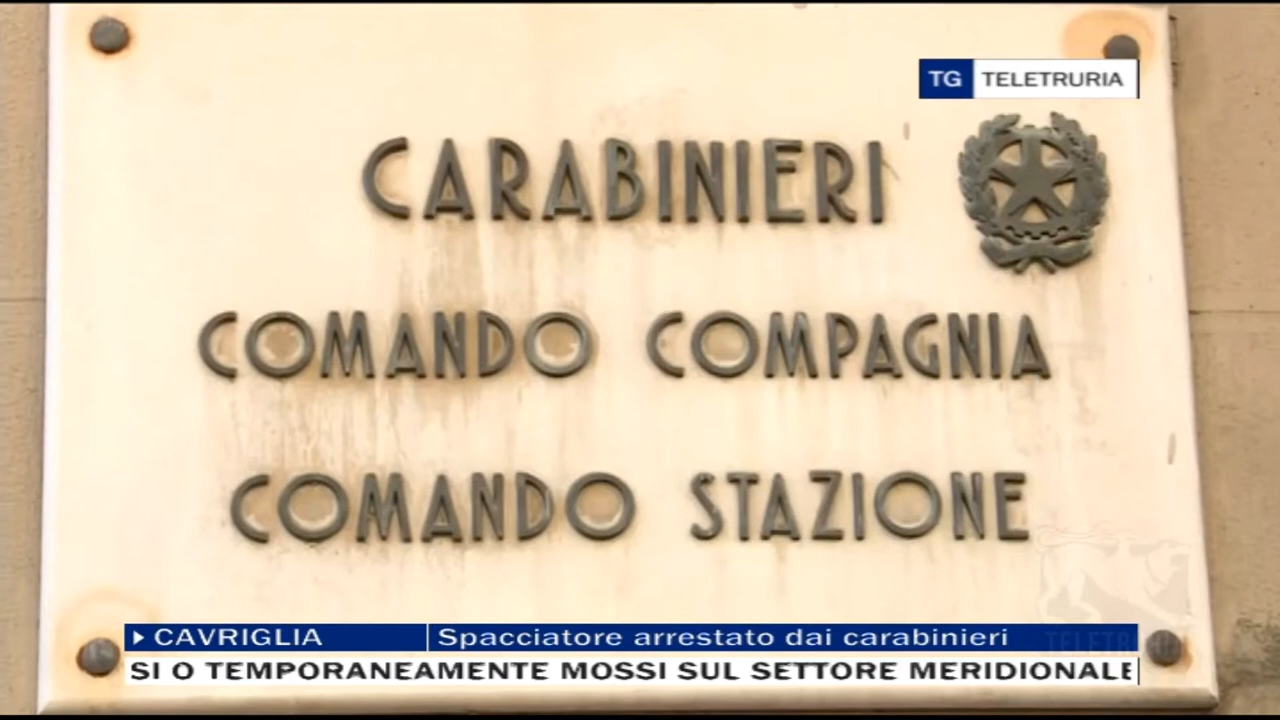 TG TELETRURIA
CARABINIERI
COMANDO COMPAGNIA
COMANDO STAZIONE
CAVRIGLIA Spacciatore arrestato dai carabinieri
SI O TEMPORANEAMENTE MOSSI SUL SETTORE MERIDIONALE